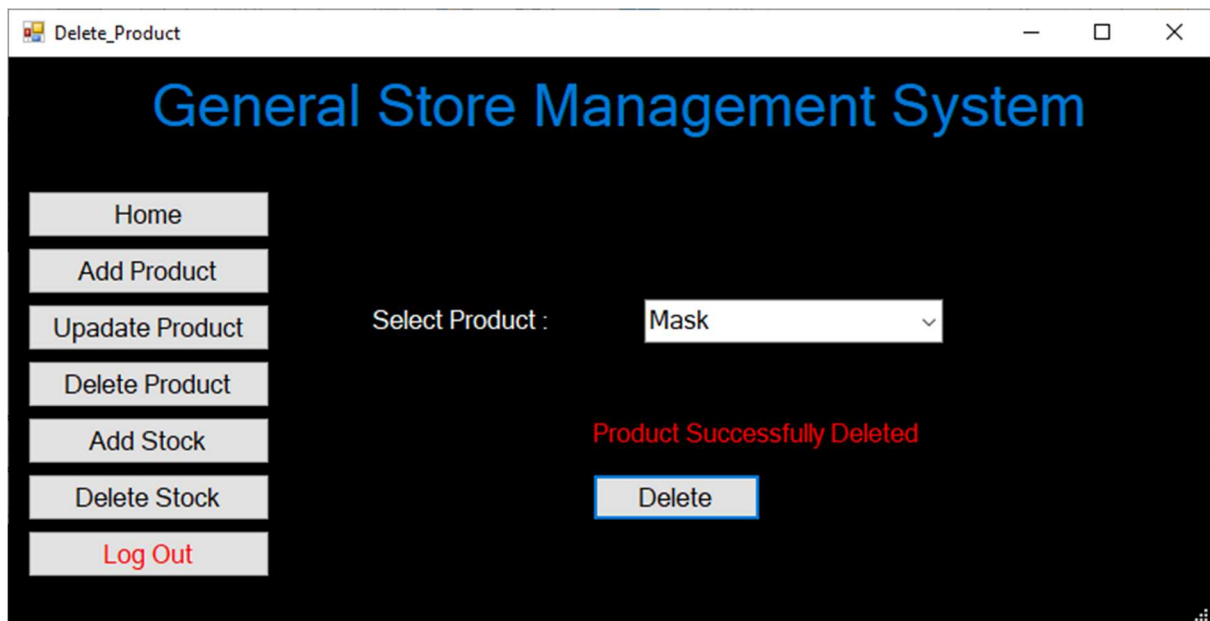 Delete_Product
General Store Management System
Home
Add Product
Upadate Product
Delete Product
Add Stock
Delete Stock
Log Out
Select Product :
Mask
Product Successfully Deleted
Delete